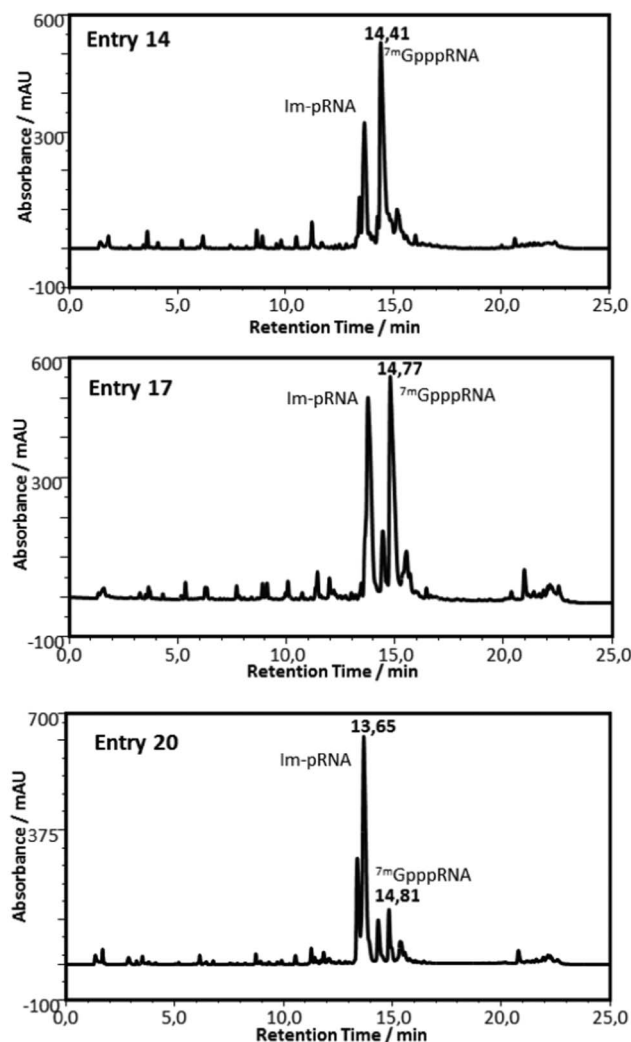 600
Entry 14
14,41
⁷ᵐGpppRNA
Im-pRNA
300
Absorbance / mAU
-100
0,0 5,0 10,0 15,0 20,0 25,0
Retention Time / min
600
Entry 17
14,77
Im-pRNA
⁷ᵐGpppRNA
300
Absorbance / mAU
-100
0,0 5,0 10,0 15,0 20,0 25,0
Retention Time / min
700
Entry 20
13,65
Im-pRNA
375
Absorbance / mAU
⁷ᵐGpppRNA
14,81
-100
0,0 5,0 10,0 15,0 20,0 25,0
Retention Time / min